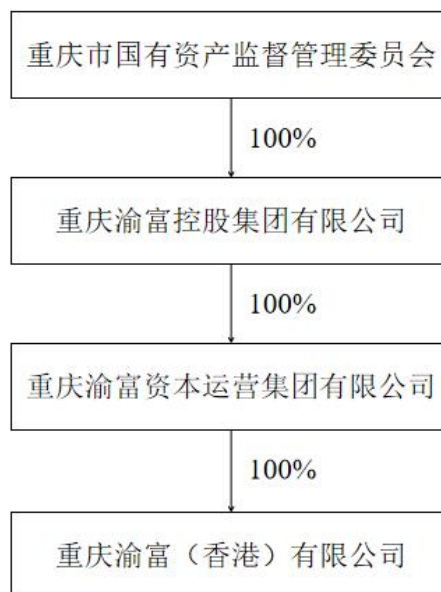 重庆市国有资产监督管理委员会
100%
重庆渝富控股集团有限公司
100%
重庆渝富资本运营集团有限公司
100%
重庆渝富（香港）有限公司